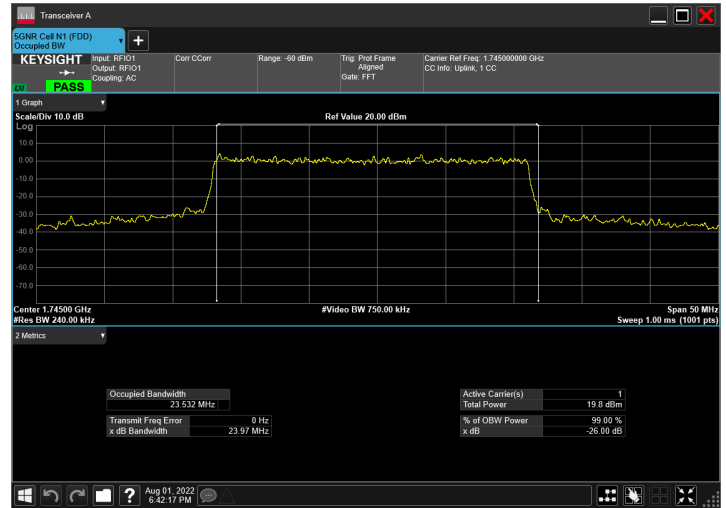 Transceiver A
5GNR Cell N1 (FDD)
Occupied BW
KEYSIGHT
PASS
Input: RFIO1
Output: RFIO1
Coupling: AC
Corr CCorr
Range: -60 dBm
Trig: Prot Frame
Aligned
Gate: FFT
Carrier Ref Freq: 1.745000000 GHz
CC Info: Uplink, 1 CC
1 Graph
Scale/Div 10.0 dB
Ref Value 20.00 dBm
Log
10.0
0.00
-10.0
-20.0
-30.0
-40.0
-50.0
-60.0
-70.0
Center 1.74500 GHz
#Video BW 750.00 kHz
Span 50 MHz
#Res BW 240.00 kHz
Sweep 1.00 ms (1001 pts)
2 Metrics
Occupied Bandwidth
23.532 MHz
Transmit Freq Error 0 Hz
x dB Bandwidth 23.97 MHz
Active Carrier(s) 1
Total Power 19.8 dBm
% of OBW Power 99.00 %
x dB -26.00 dB
?
Aug 01, 2022
6:42:17 PM